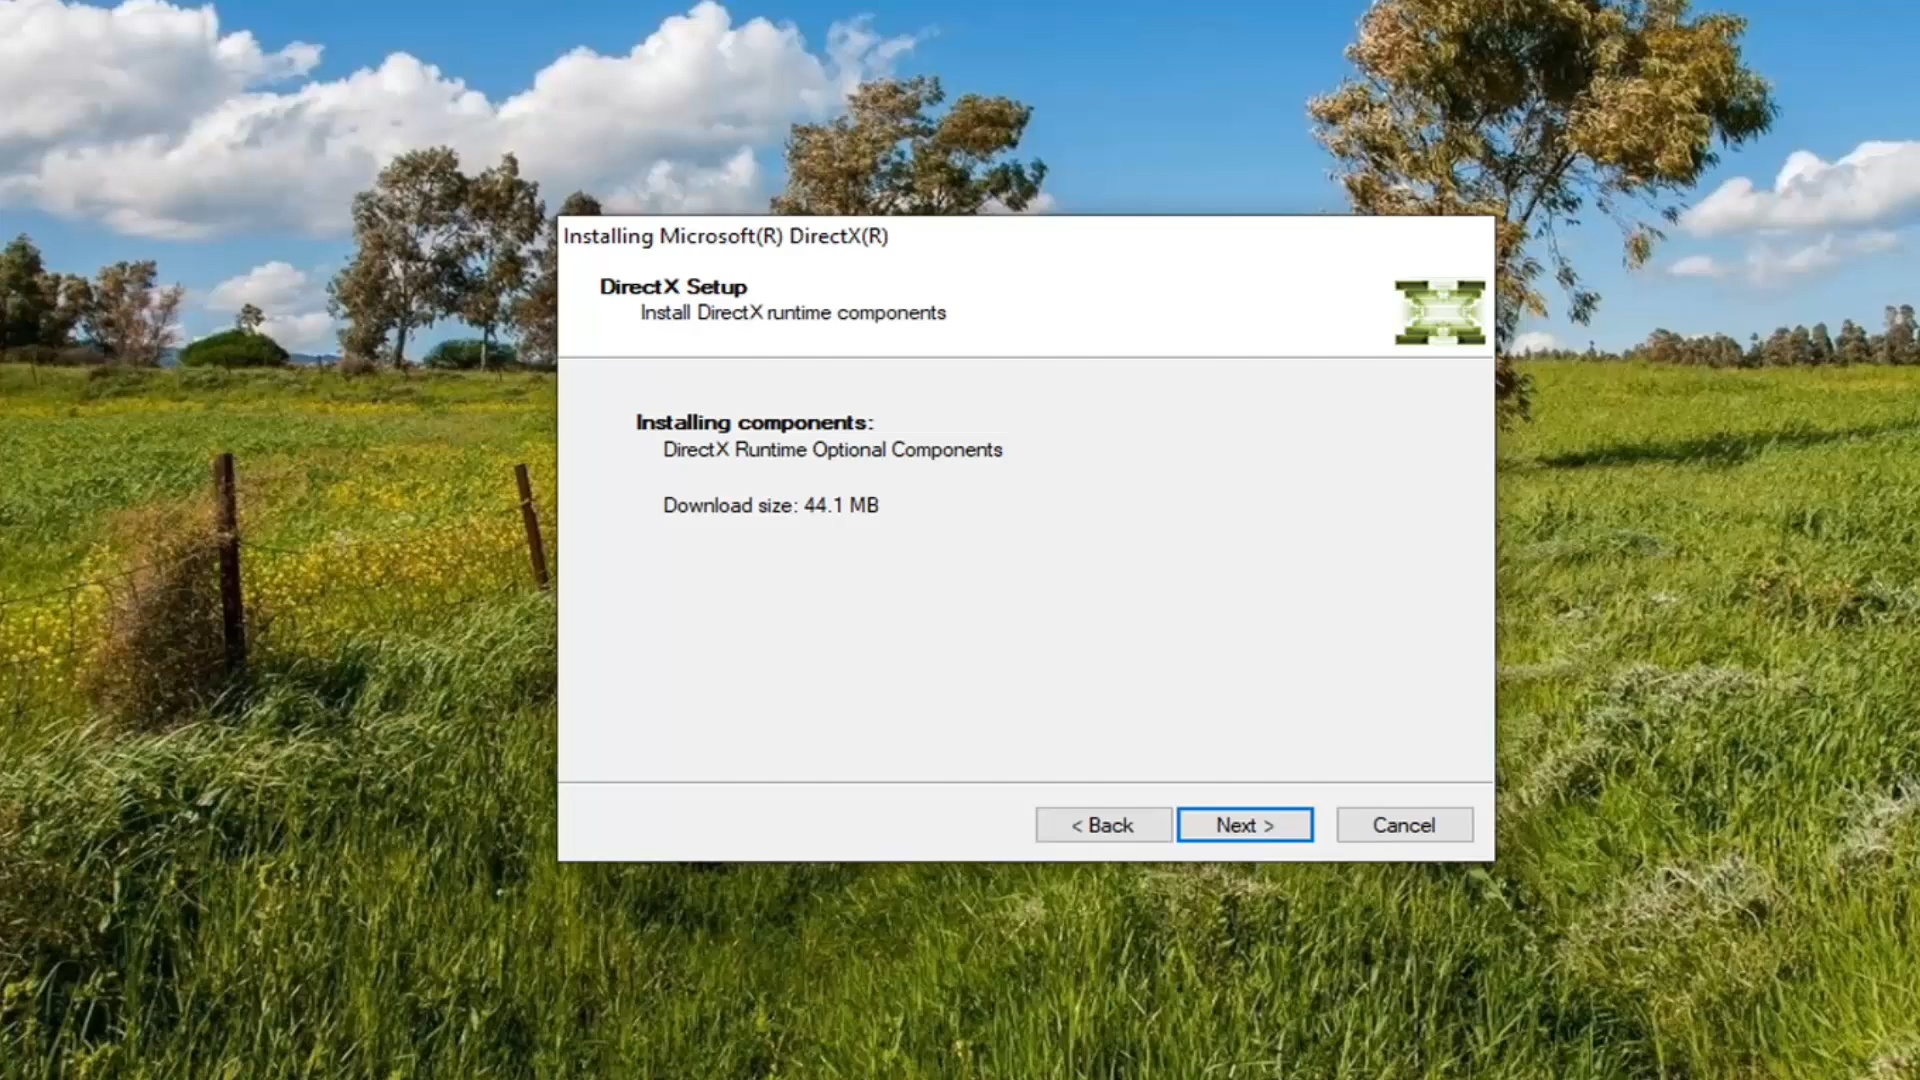 Installing Microsoft(R) DirectX(R)
DirectX Setup
Install DirectX runtime components
Installing components:
DirectX Runtime Optional Components
Download size: 44.1 MB
< Back
Next >
Cancel